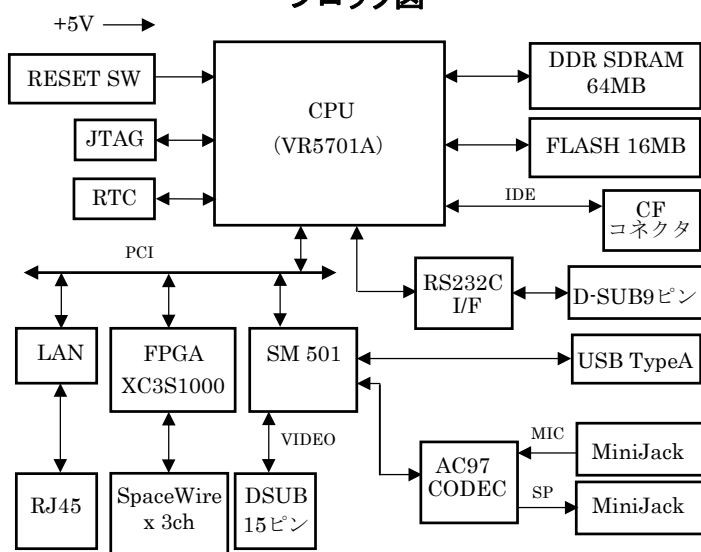 ブロック図
+5V
RESET SW
JTAG
RTC
CPU
(VR5701A)
DDR SDRAM
64MB
FLASH 16MB
IDE
CF
コネクタ
PCI
RS232C
I/F
D-SUB9ピン
LAN
FPGA
XC3S1000
SM 501
USB TypeA
VIDEO
RJ45
SpaceWire
x 3ch
DSUB
15ピン
AC97
CODEC
MIC
MiniJack
SP
MiniJack